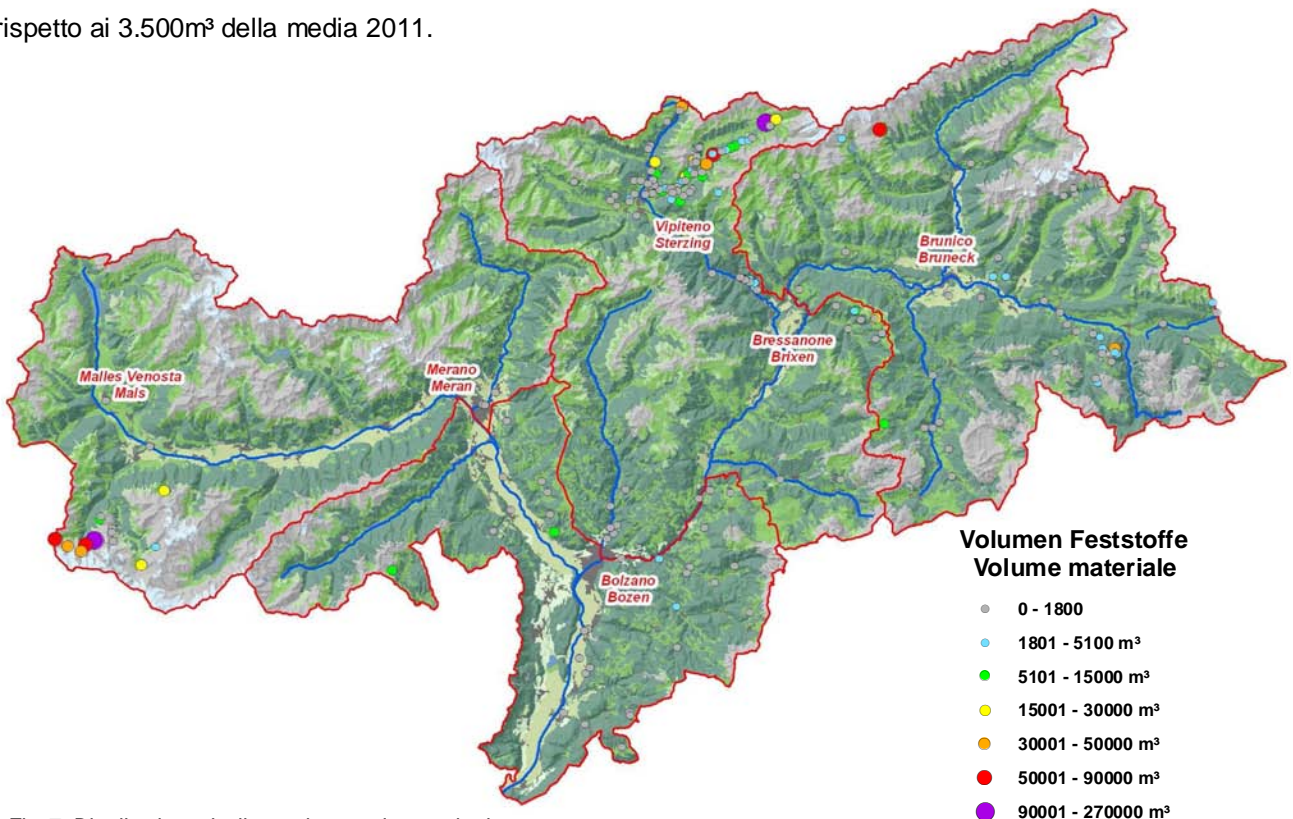 rispetto ai 3.500m³ della media 2011.
Vipiteno
Sterzing
Brunico
Bruneck
Bressanone
Brixen
Merano
Meran
Malles Venosta
Mals
Bolzano
Bozen
Volumen Feststoffe
Volume materiale
0 - 1800
1801 - 5100 m³
5101 - 15000 m³
15001 - 30000 m³
30001 - 50000 m³
50001 - 90000 m³
90001 - 270000 m³